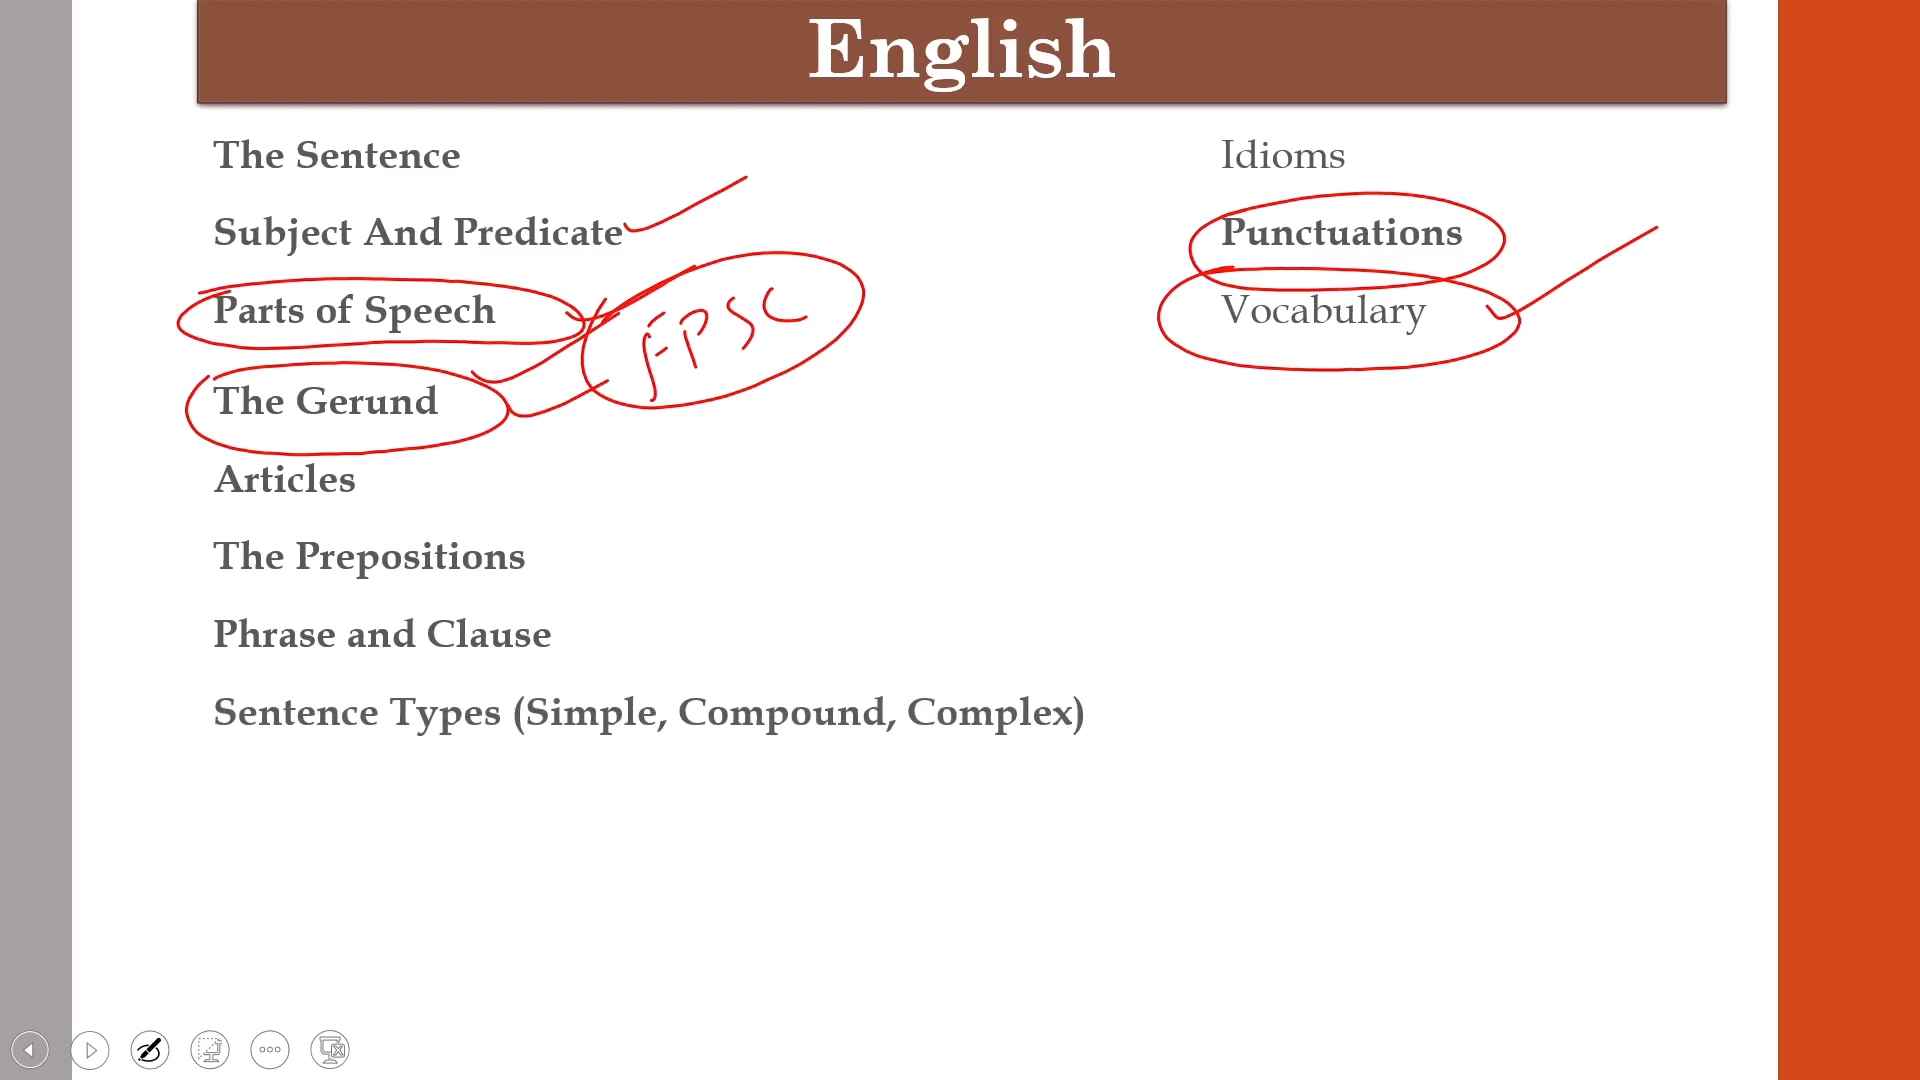 English
The Sentence
Subject And Predicate
Parts of Speech
The Gerund
Articles
The Prepositions
Phrase and Clause
Sentence Types (Simple, Compound, Complex)
FPSC
Idioms
Punctuations
Vocabulary